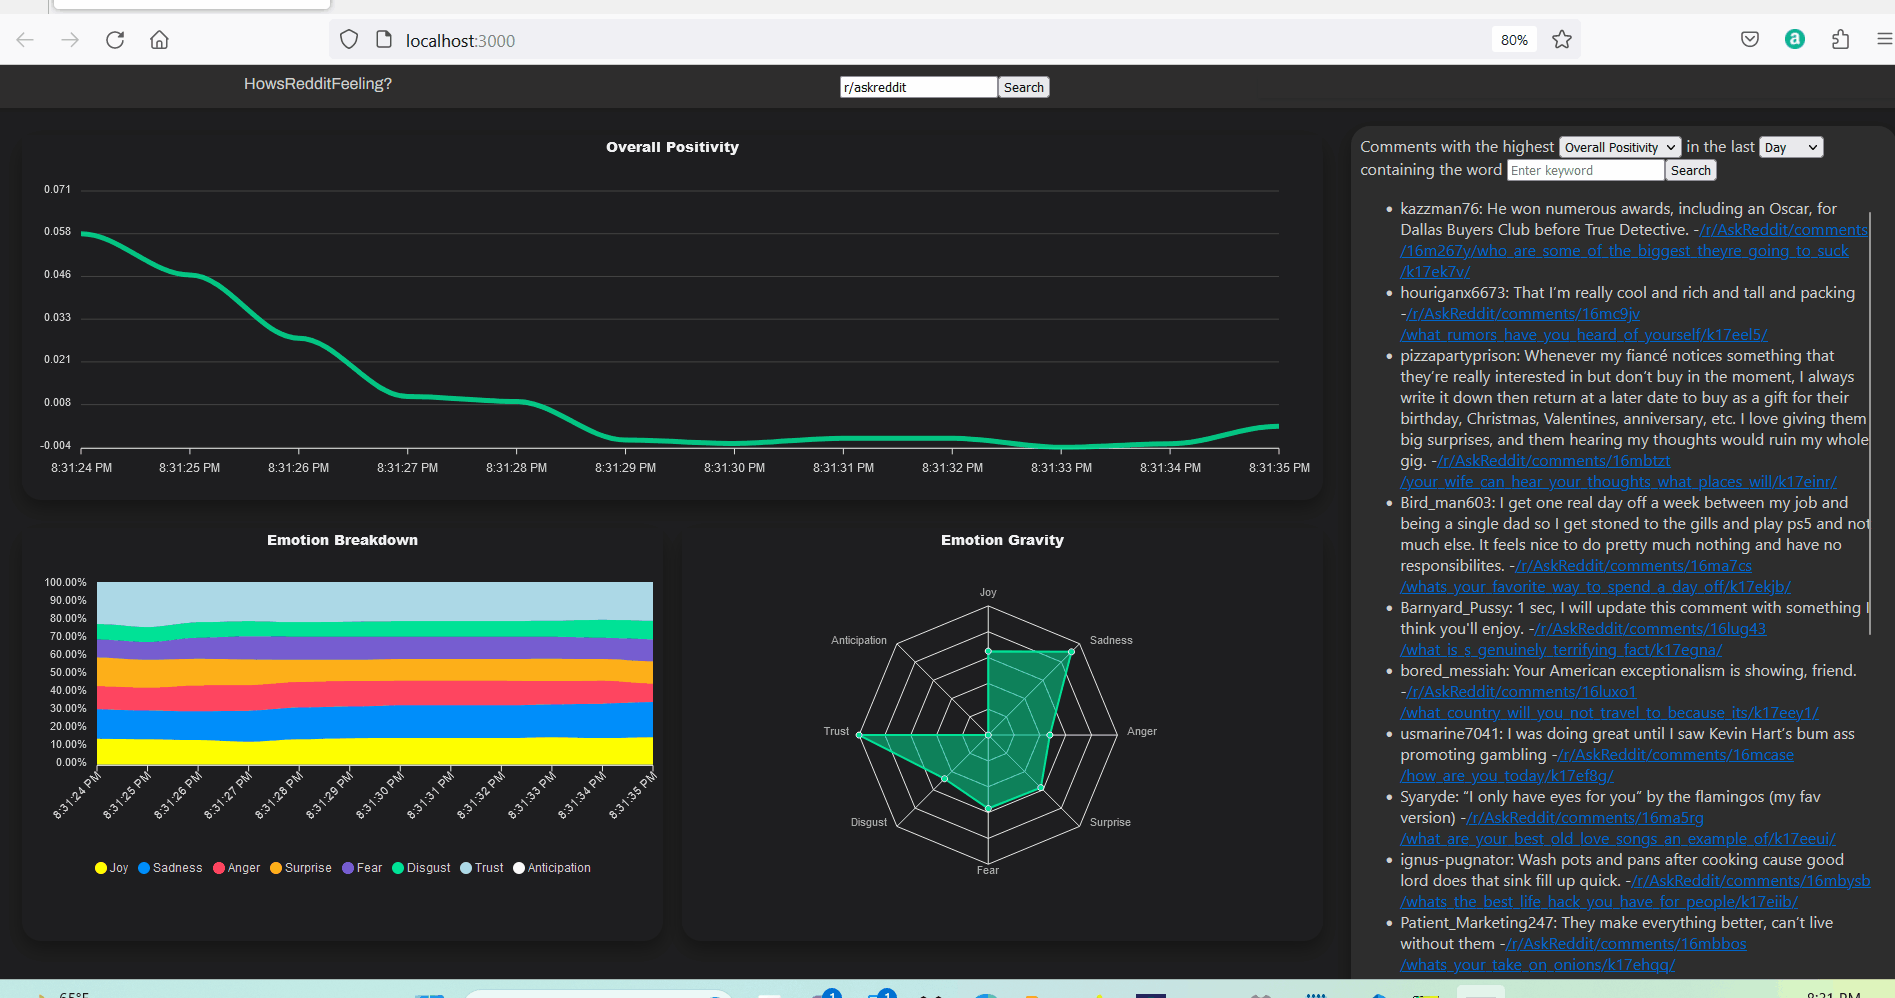 localhost:3000
80%
HowsRedditFeeling?
r/askreddit
Search
Overall Positivity
0.071
0.058
0.046
0.033
0.021
0.008
-0.004
8:31:24 PM 8:31:25 PM 8:31:26 PM 8:31:27 PM 8:31:28 PM 8:31:29 PM 8:31:30 PM 8:31:31 PM 8:31:32 PM 8:31:33 PM 8:31:34 PM 8:31:35 PM
Emotion Breakdown
100.00%
90.00%
80.00%
70.00%
60.00%
50.00%
40.00%
30.00%
20.00%
10.00%
0.00%
8:31:24 PM 8:31:25 PM 8:31:26 PM 8:31:27 PM 8:31:28 PM 8:31:29 PM 8:31:30 PM 8:31:31 PM 8:31:32 PM 8:31:33 PM 8:31:34 PM 8:31:35 PM
Joy Sadness Anger Surprise Fear Disgust Trust Anticipation
Emotion Gravity
Joy
Anticipation Sadness
Trust Anger
Disgust Surprise
Fear
Comments with the highest Overall Positivity in the last Day
containing the word Enter keyword Search
kazzman76: He won numerous awards, including an Oscar, for
Dallas Buyers Club before True Detective. -/r/AskReddit/comments
/16m267y/who_are_some_of_the_biggest_theyre_going_to_suck
/k17ek7v/
houriganx6673: That I’m really cool and rich and tall and packing
-/r/AskReddit/comments/16mc9jv
/what_rumors_have_you_heard_of_yourself/k17eel5/
pizzapartyprison: Whenever my fiancé notices something that
they’re really interested in but don’t buy in the moment, I always
write it down then return at a later date to buy as a gift for their
birthday, Christmas, Valentines, anniversary, etc. I love giving them
big surprises, and them hearing my thoughts would ruin my whole
gig. -/r/AskReddit/comments/16mbtzt
/your_wife_can_hear_your_thoughts_what_places_will/k17einr/
Bird_man603: I get one real day off a week between my job and
being a single dad so I get stoned to the gills and play ps5 and not
much else. It feels nice to do pretty much nothing and have no
responsibilites. -/r/AskReddit/comments/16ma7cs
/whats_your_favorite_way_to_spend_a_day_off/k17ekjb/
Barnyard_Pussy: 1 sec, I will update this comment with something I
think you'll enjoy. -/r/AskReddit/comments/16lug43
/what_is_s_genuinely_terrifying_fact/k17egna/
bored_messiah: Your American exceptionalism is showing, friend.
-/r/AskReddit/comments/16luxo1
/what_country_will_you_not_travel_to_because_its/k17eey1/
usmarine7041: I was doing great until I saw Kevin Hart’s bum ass
promoting gambling -/r/AskReddit/comments/16mcase
/how_are_you_today/k17ef8g/
Syaryde: “I only have eyes for you” by the flamingos (my fav
version) -/r/AskReddit/comments/16ma5rg
/what_are_your_best_old_love_songs_an_example_of/k17eeui/
ignus-pugnator: Wash pots and pans after cooking cause good
lord does that sink fill up quick. -/r/AskReddit/comments/16mbysb
/whats_the_best_life_hack_you_have_for_people/k17eiib/
Patient_Marketing247: They make everything better, can’t live
without them -/r/AskReddit/comments/16mbbos
/whats_your_take_on_onions/k17ehqq/
65°F
8:31 PM